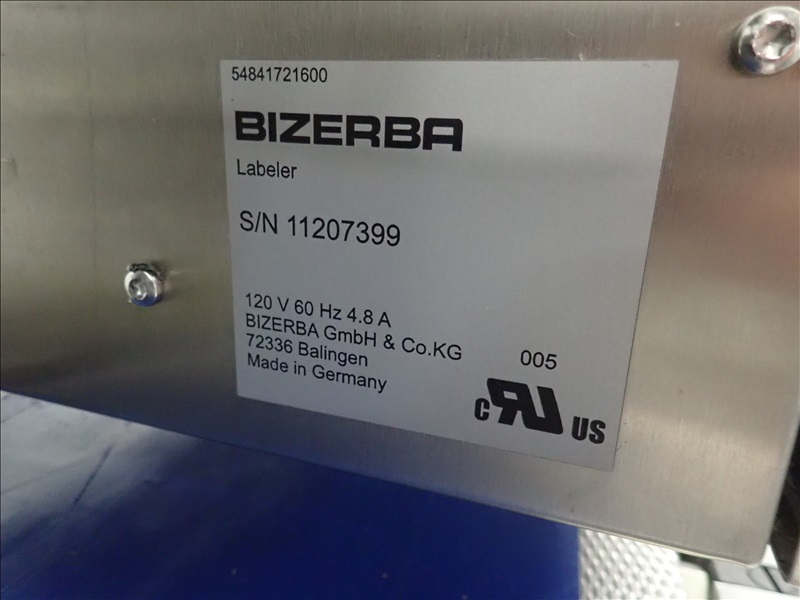 54841721600
BIZERBA
Labeler
S/N 11207399
120 V 60 Hz 4.8 A
BIZERBA GmbH & Co.KG
72336 Balingen
Made in Germany
005
c RU US